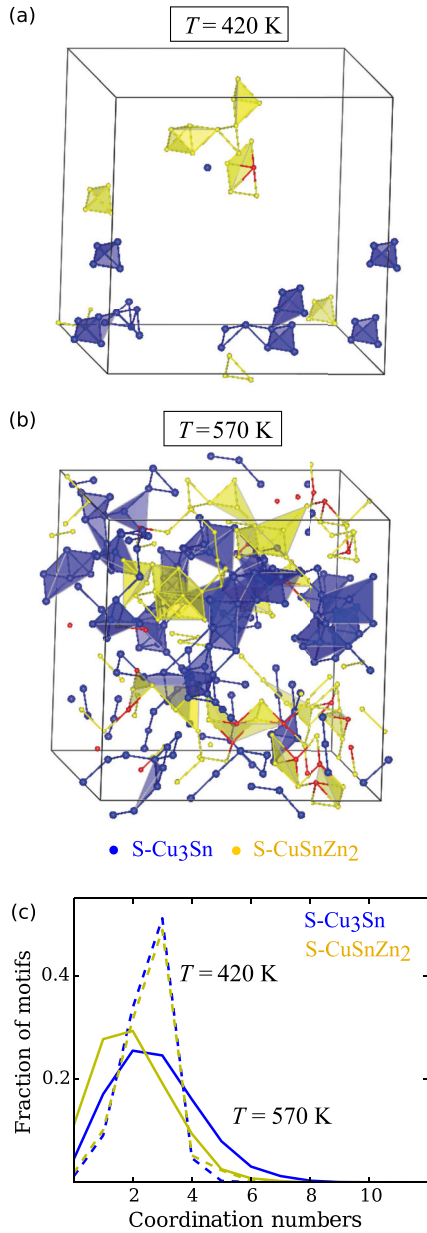 (a)
T = 420 K
(b)
T = 570 K
S-Cu₃Sn S-CuSnZn₂
(c)
S-Cu₃Sn
S-CuSnZn₂
T = 420 K
T = 570 K
0.4
0.2
Fraction of motifs
2 4 6 8 10
Coordination numbers